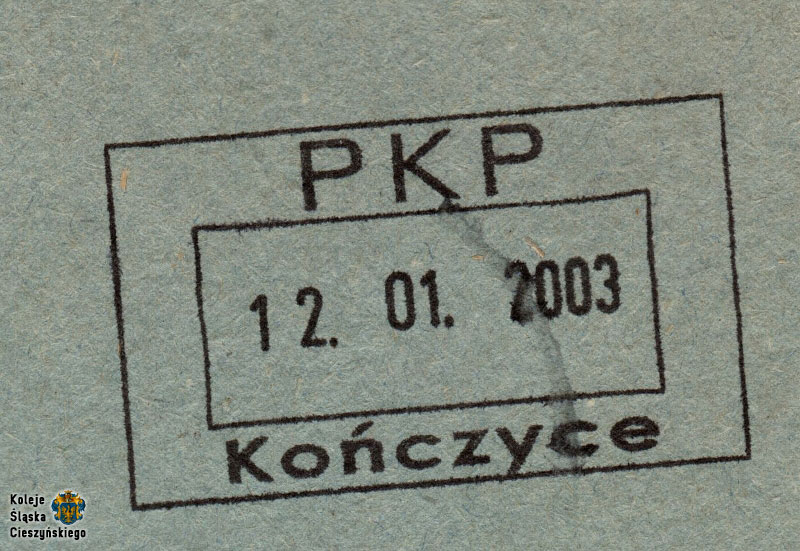 PKP
12. 01. 2003
Kończyce
Koleje
Śląska
Cieszyńskiego